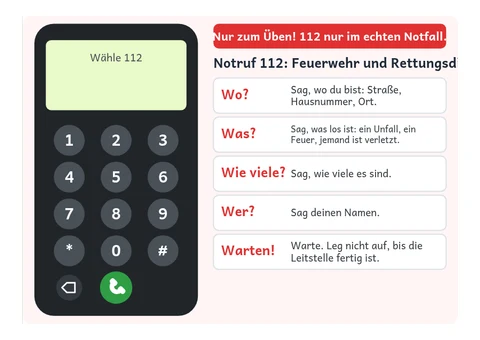 Wähle 112
1 2 3
4 5 6
7 8 9
* 0 #
Nur zum Üben! 112 nur im echten Notfall.
Notruf 112: Feuerwehr und Rettungsd
Wo?
Sag, wo du bist: Straße,
Hausnummer, Ort.
Was?
Sag, was los ist: ein Unfall, ein
Feuer, jemand ist verletzt.
Wie viele?
Sag, wie viele es sind.
Wer?
Sag deinen Namen.
Warten!
Warte. Leg nicht auf, bis die
Leitstelle fertig ist.